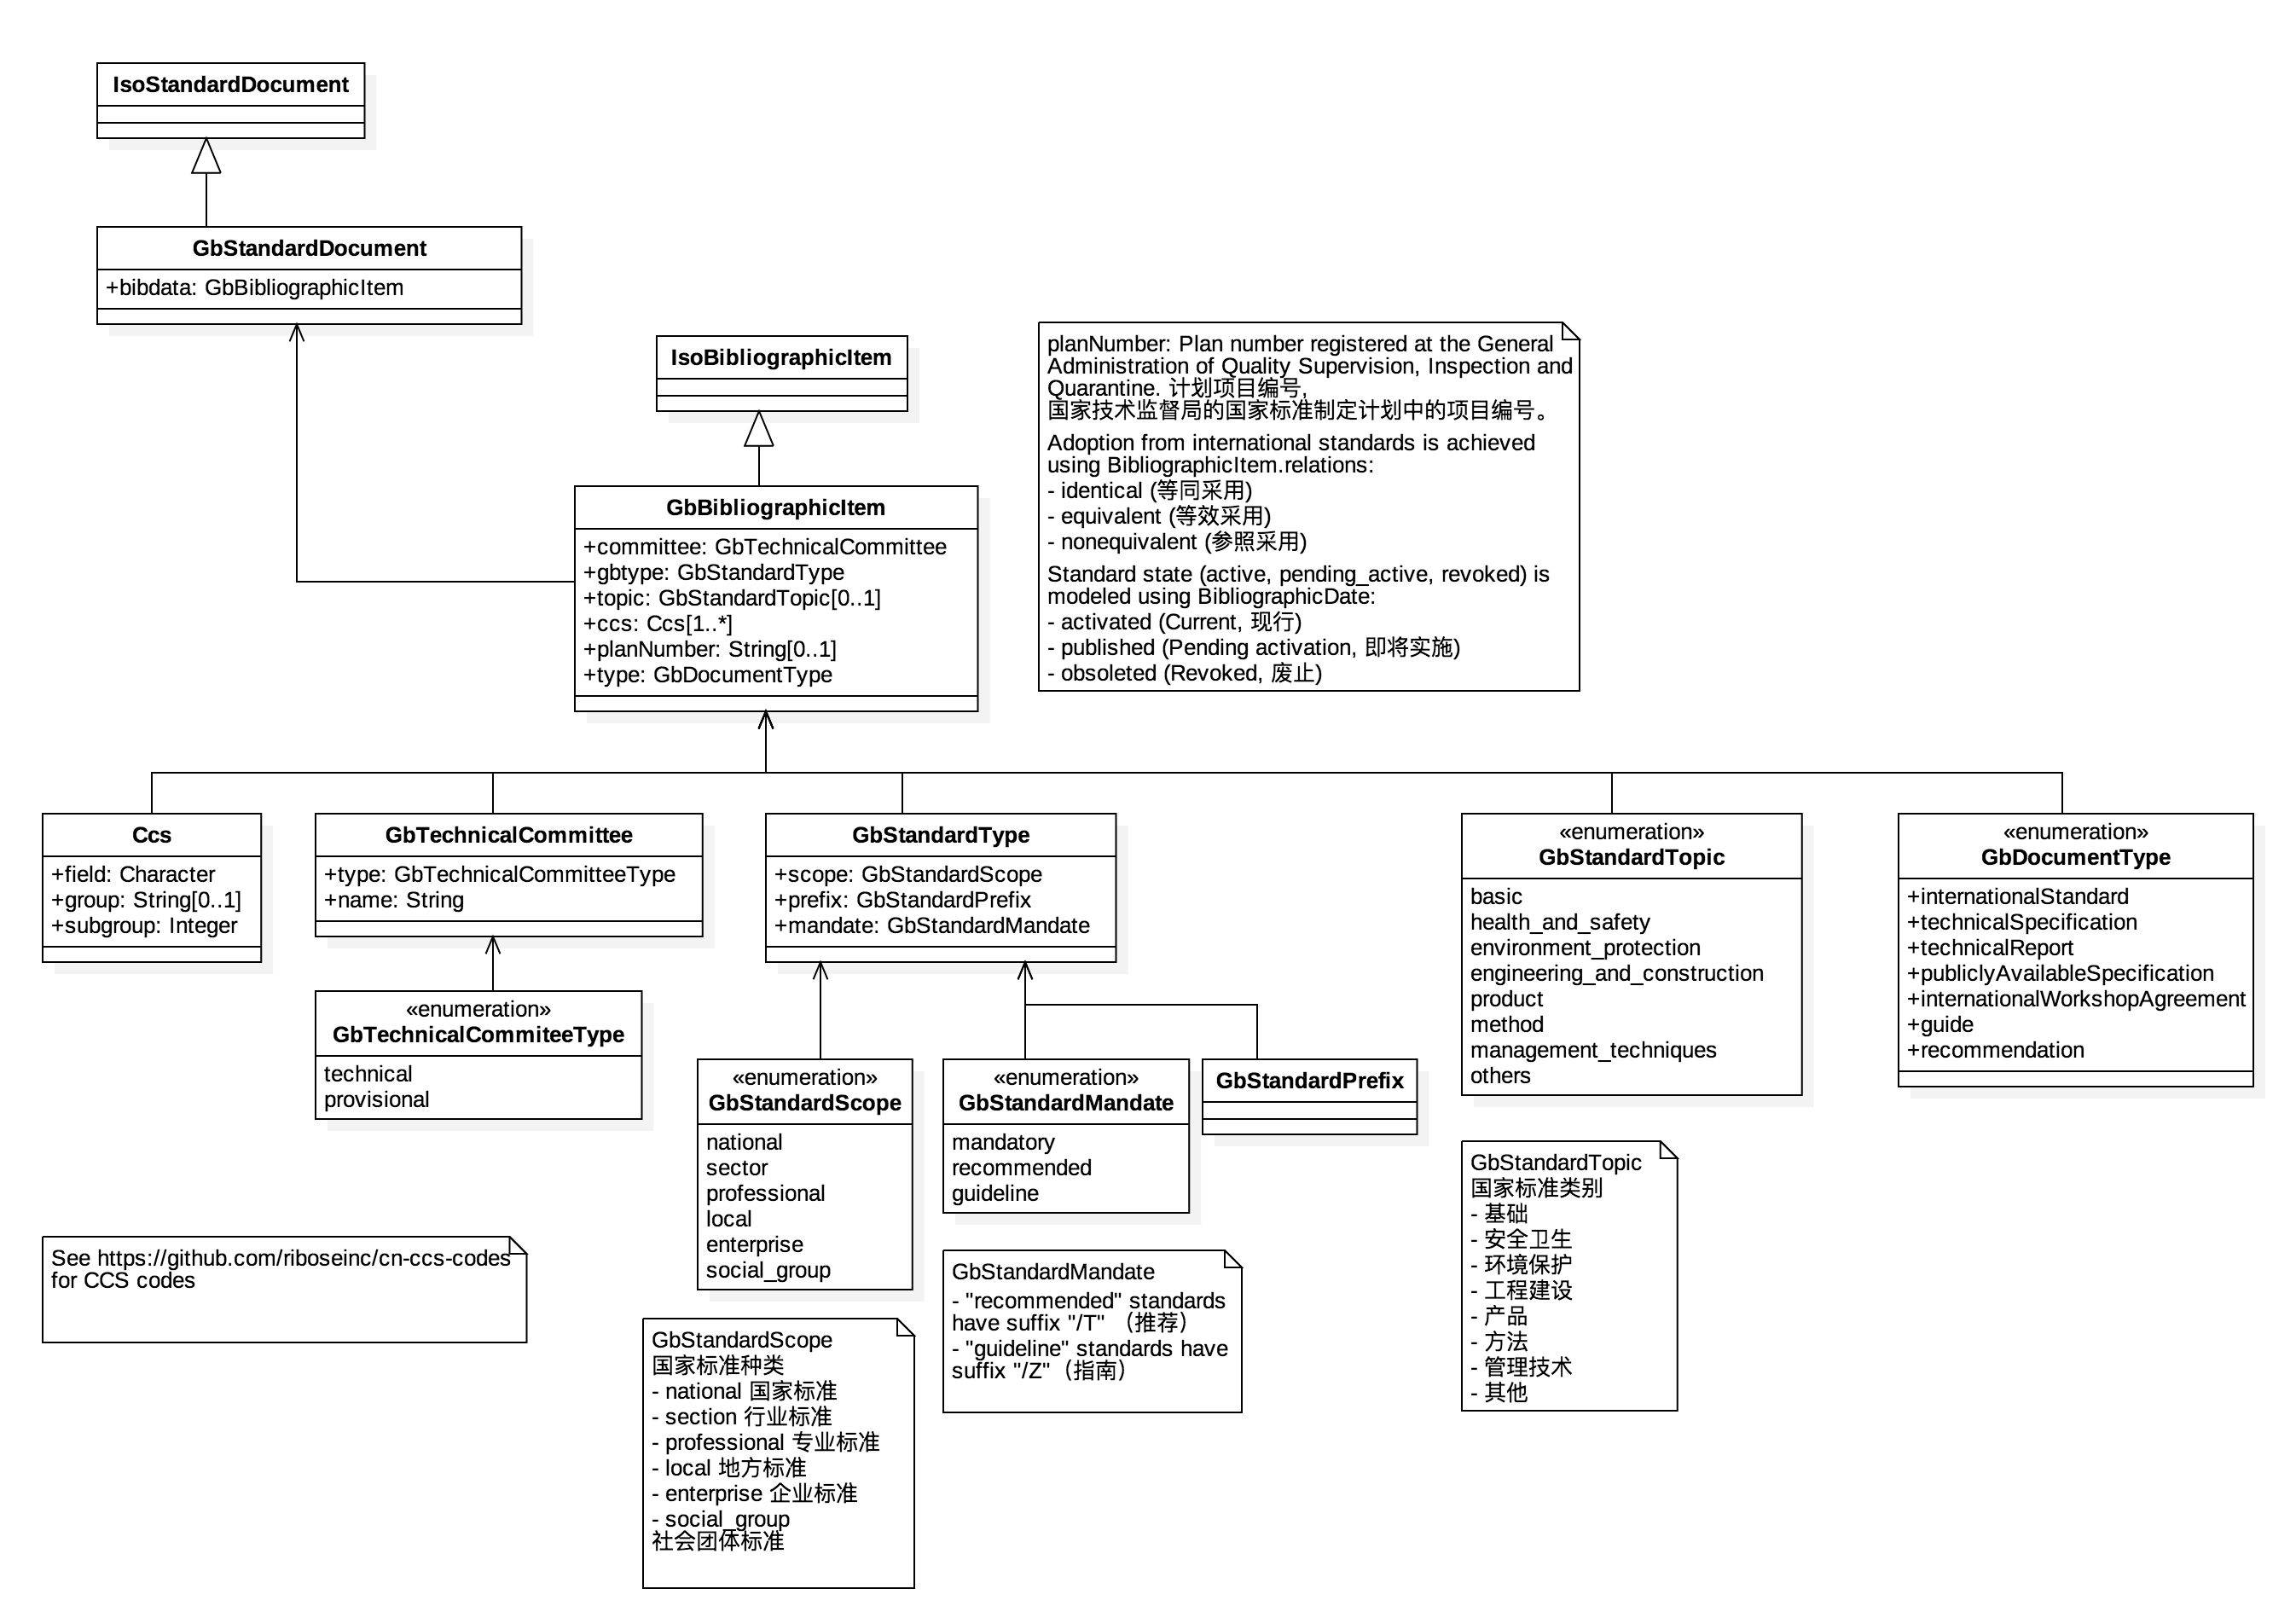 IsoStandardDocument
GbStandardDocument
+bibdata: GbBibliographicItem
IsoBibliographicItem
GbBibliographicItem
+committee: GbTechnicalCommittee
+gbtype: GbStandardType
+topic: GbStandardTopic[0..1]
+ccs: Ccs[1..*]
+planNumber: String[0..1]
+type: GbDocumentType
planNumber: Plan number registered at the General
Administration of Quality Supervision, Inspection and
Quarantine. 计划项目编号,
国家技术监督局的国家标准制定计划中的项目编号。
Adoption from international standards is achieved
using BibliographicItem.relations:
- identical (等同采用)
- equivalent (等效采用)
- nonequivalent (参照采用)
Standard state (active, pending_active, revoked) is
modeled using BibliographicDate:
- activated (Current, 现行)
- published (Pending activation, 即将实施)
- obsoleted (Revoked, 废止)
Ccs
+field: Character
+group: String[0..1]
+subgroup: Integer
GbTechnicalCommittee
+type: GbTechnicalCommitteeType
+name: String
GbStandardType
+scope: GbStandardScope
+prefix: GbStandardPrefix
+mandate: GbStandardMandate
«enumeration»
GbStandardTopic
basic
health_and_safety
environment_protection
engineering_and_construction
product
method
management_techniques
others
«enumeration»
GbDocumentType
+internationalStandard
+technicalSpecification
+technicalReport
+publiclyAvailableSpecification
+internationalWorkshopAgreement
+guide
+recommendation
«enumeration»
GbTechnicalCommiteeType
technical
provisional
«enumeration»
GbStandardScope
national
sector
professional
local
enterprise
social_group
«enumeration»
GbStandardMandate
mandatory
recommended
guideline
GbStandardPrefix
See https://github.com/riboseinc/cn-ccs-codes
for CCS codes
GbStandardScope
国家标准种类
- national 国家标准
- section 行业标准
- professional 专业标准
- local 地方标准
- enterprise 企业标准
- social_group
社会团体标准
GbStandardMandate
- "recommended" standards
have suffix "/T" （推荐）
- "guideline" standards have
suffix "/Z"（指南）
GbStandardTopic
国家标准类别
- 基础
- 安全卫生
- 环境保护
- 工程建设
- 产品
- 方法
- 管理技术
- 其他